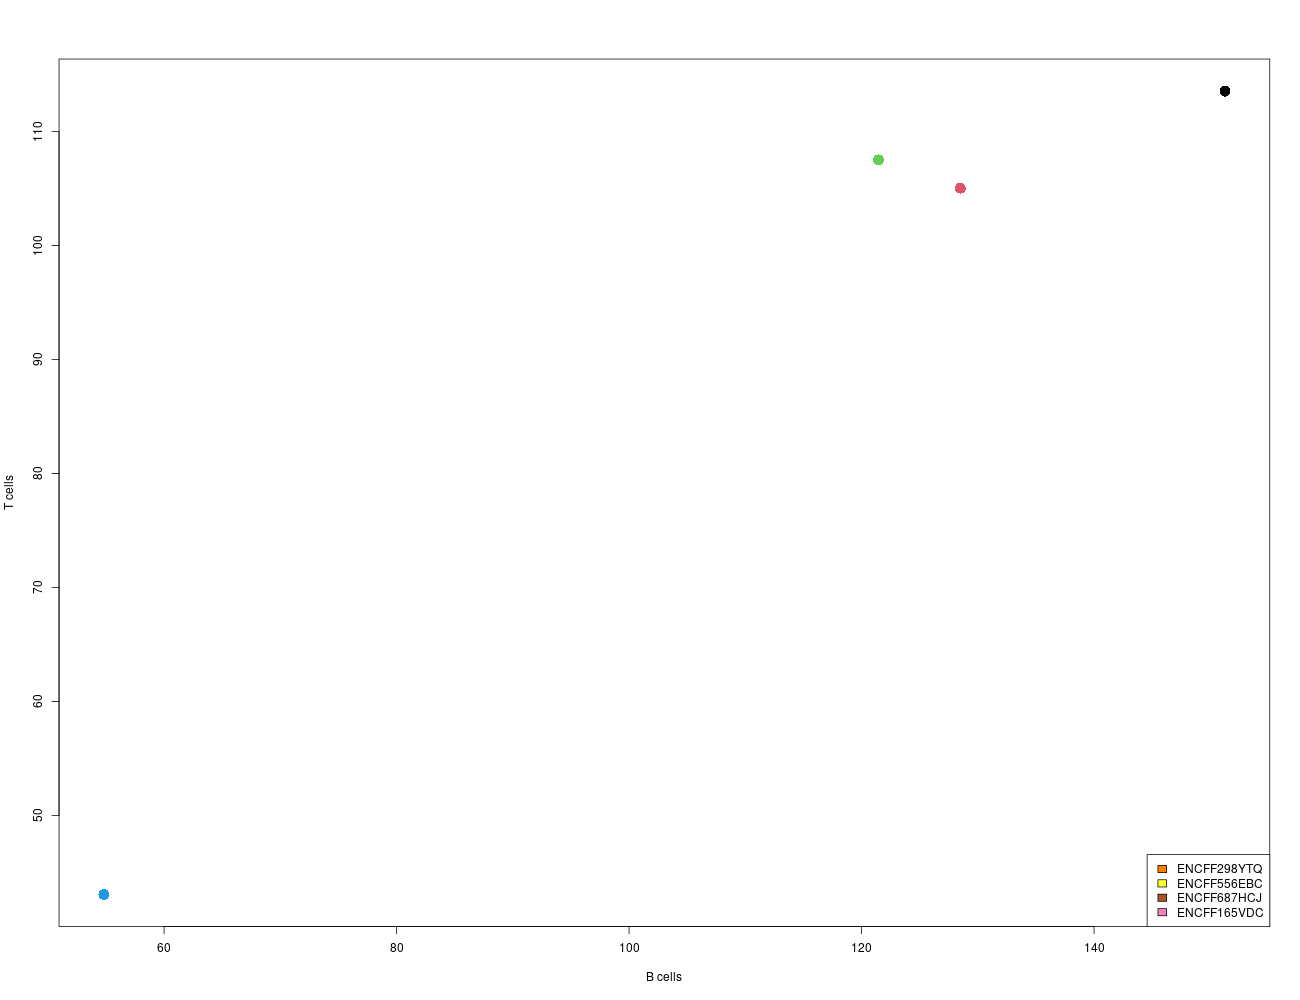 110
100
90
80
70
60
50
T cells
60
80
100
120
140
B cells
ENCFF298YTQ
ENCFF556EBC
ENCFF687HCJ
ENCFF165VDC